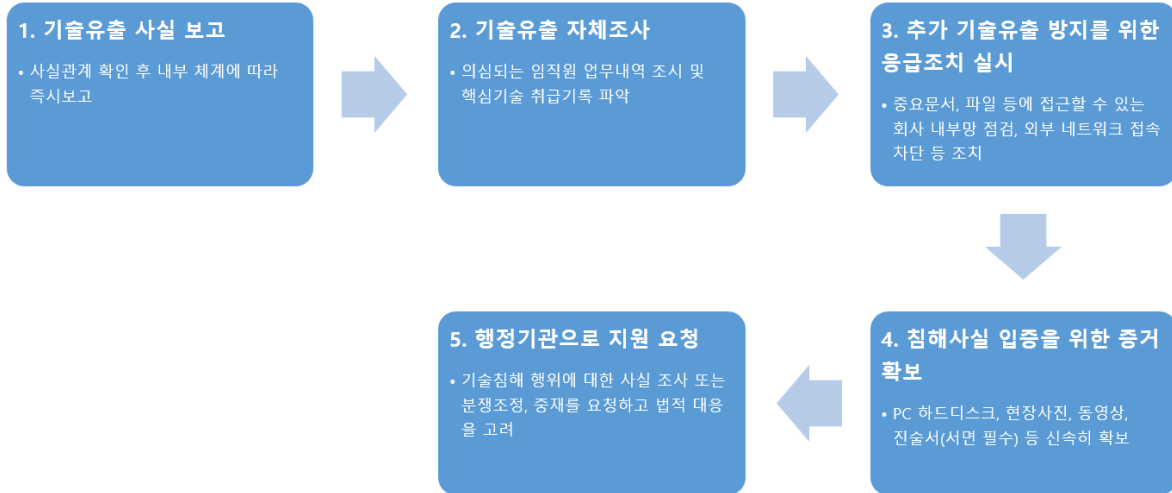 1. 기술유출 사실 보고
• 사실관계 확인 후 내부 체계에 따라
즉시보고
2. 기술유출 자체조사
• 의심되는 임직원 업무내역 조시 및
핵심기술 취급기록 파악
3. 추가 기술유출 방지를 위한
응급조치 실시
• 중요문서, 파일 등에 접근할 수 있는
회사 내부망 점검, 외부 네트워크 접속
차단 등 조치
4. 침해사실 입증을 위한 증거
확보
• PC 하드디스크, 현장사진, 동영상,
진술서(서면 필수) 등 신속히 확보
5. 행정기관으로 지원 요청
• 기술침해 행위에 대한 사실 조사 또는
분쟁조정, 중재를 요청하고 법적 대응
을 고려